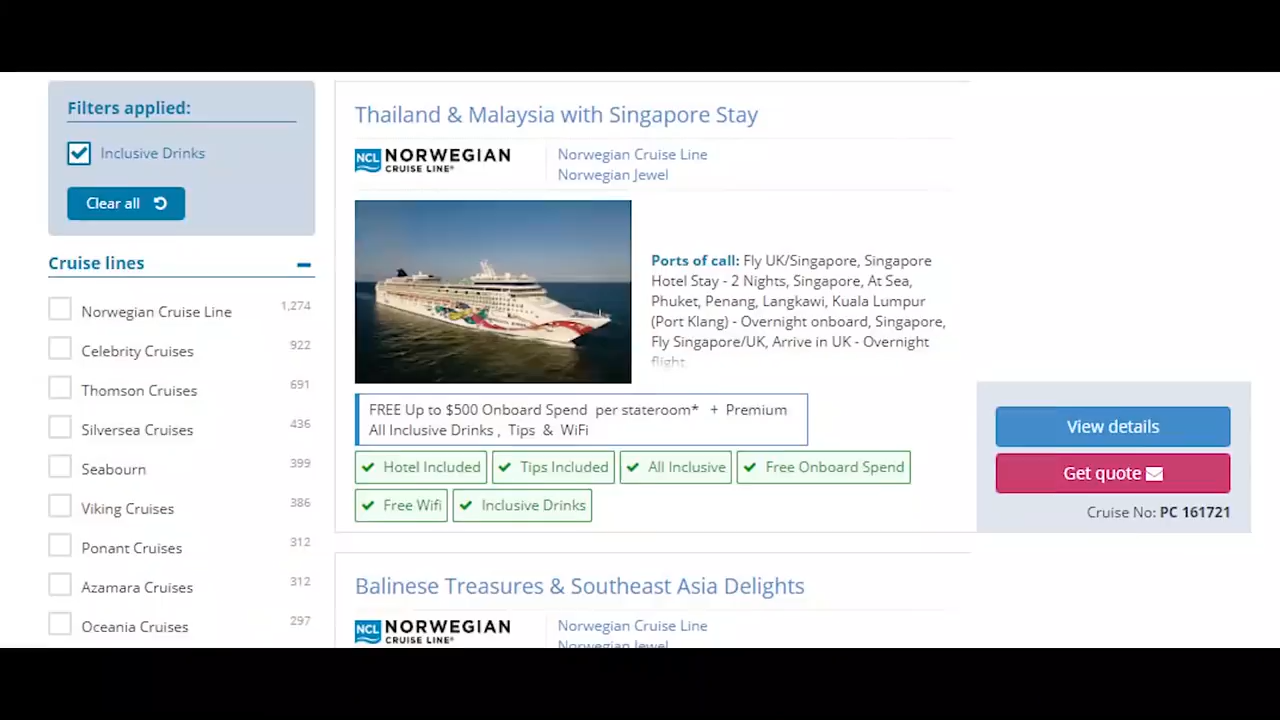 Filters applied:
Inclusive Drinks
Clear all
Cruise lines
Norwegian Cruise Line 1,274
Celebrity Cruises 922
Thomson Cruises 691
Silversea Cruises 436
Seabourn 399
Viking Cruises 386
Ponant Cruises 312
Azamara Cruises 312
Oceania Cruises 297
Thailand & Malaysia with Singapore Stay
NCL NORWEGIAN
CRUISE LINE®
Norwegian Cruise Line
Norwegian Jewel
Ports of call: Fly UK/Singapore, Singapore
Hotel Stay - 2 Nights, Singapore, At Sea,
Phuket, Penang, Langkawi, Kuala Lumpur
(Port Klang) - Overnight onboard, Singapore,
Fly Singapore/UK, Arrive in UK - Overnight
flight.
FREE Up to $500 Onboard Spend per stateroom* + Premium
All Inclusive Drinks , Tips & WiFi
Hotel Included Tips Included All Inclusive Free Onboard Spend
Free Wifi Inclusive Drinks
View details
Get quote
Cruise No: PC 161721
Balinese Treasures & Southeast Asia Delights
NCL NORWEGIAN
CRUISE LINE®
Norwegian Cruise Line
Norwegian Jewel